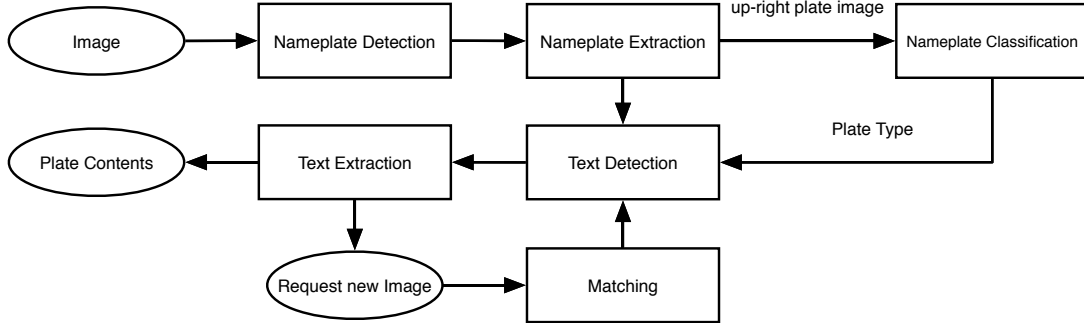 up-right plate image
Image
Nameplate Detection
Nameplate Extraction
Nameplate Classification
Plate Type
Plate Contents
Text Extraction
Text Detection
Request new Image
Matching